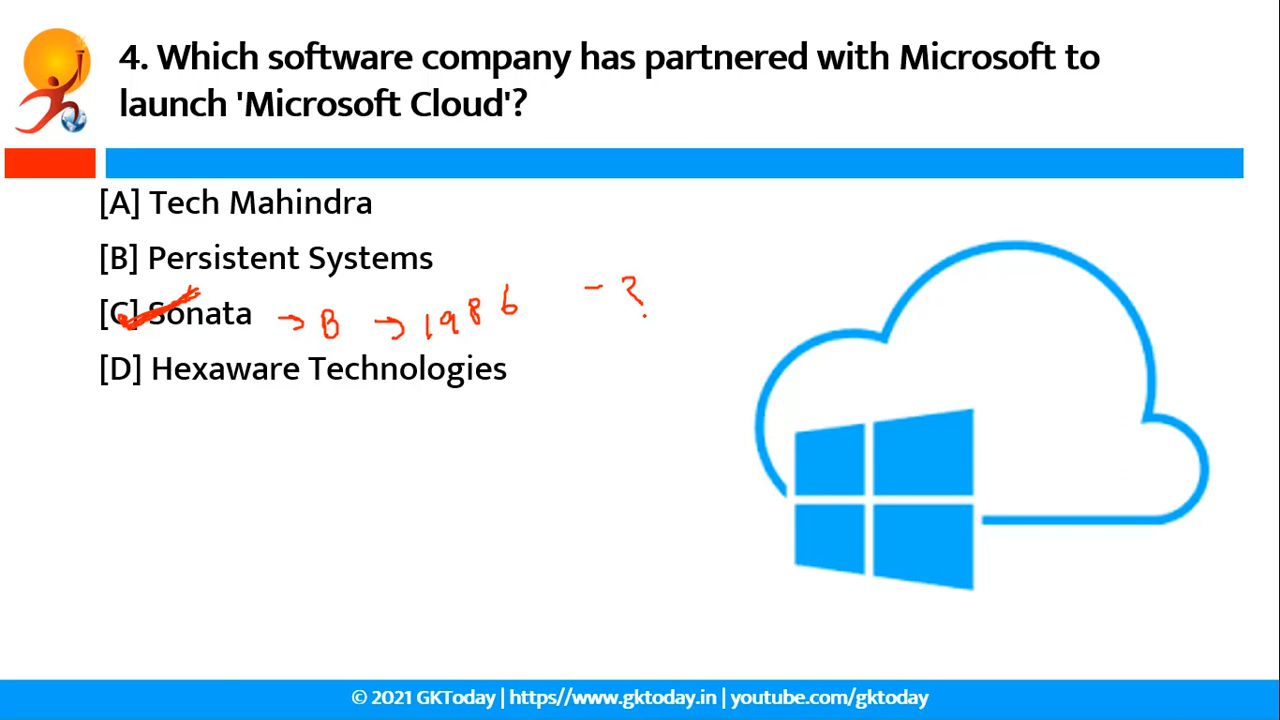 4. Which software company has partnered with Microsoft to
launch 'Microsoft Cloud'?
[A] Tech Mahindra
[B] Persistent Systems
[C] Sonata → B → 1986 - ?
[D] Hexaware Technologies
© 2021 GKToday | https//www.gktoday.in | youtube.com/gktoday